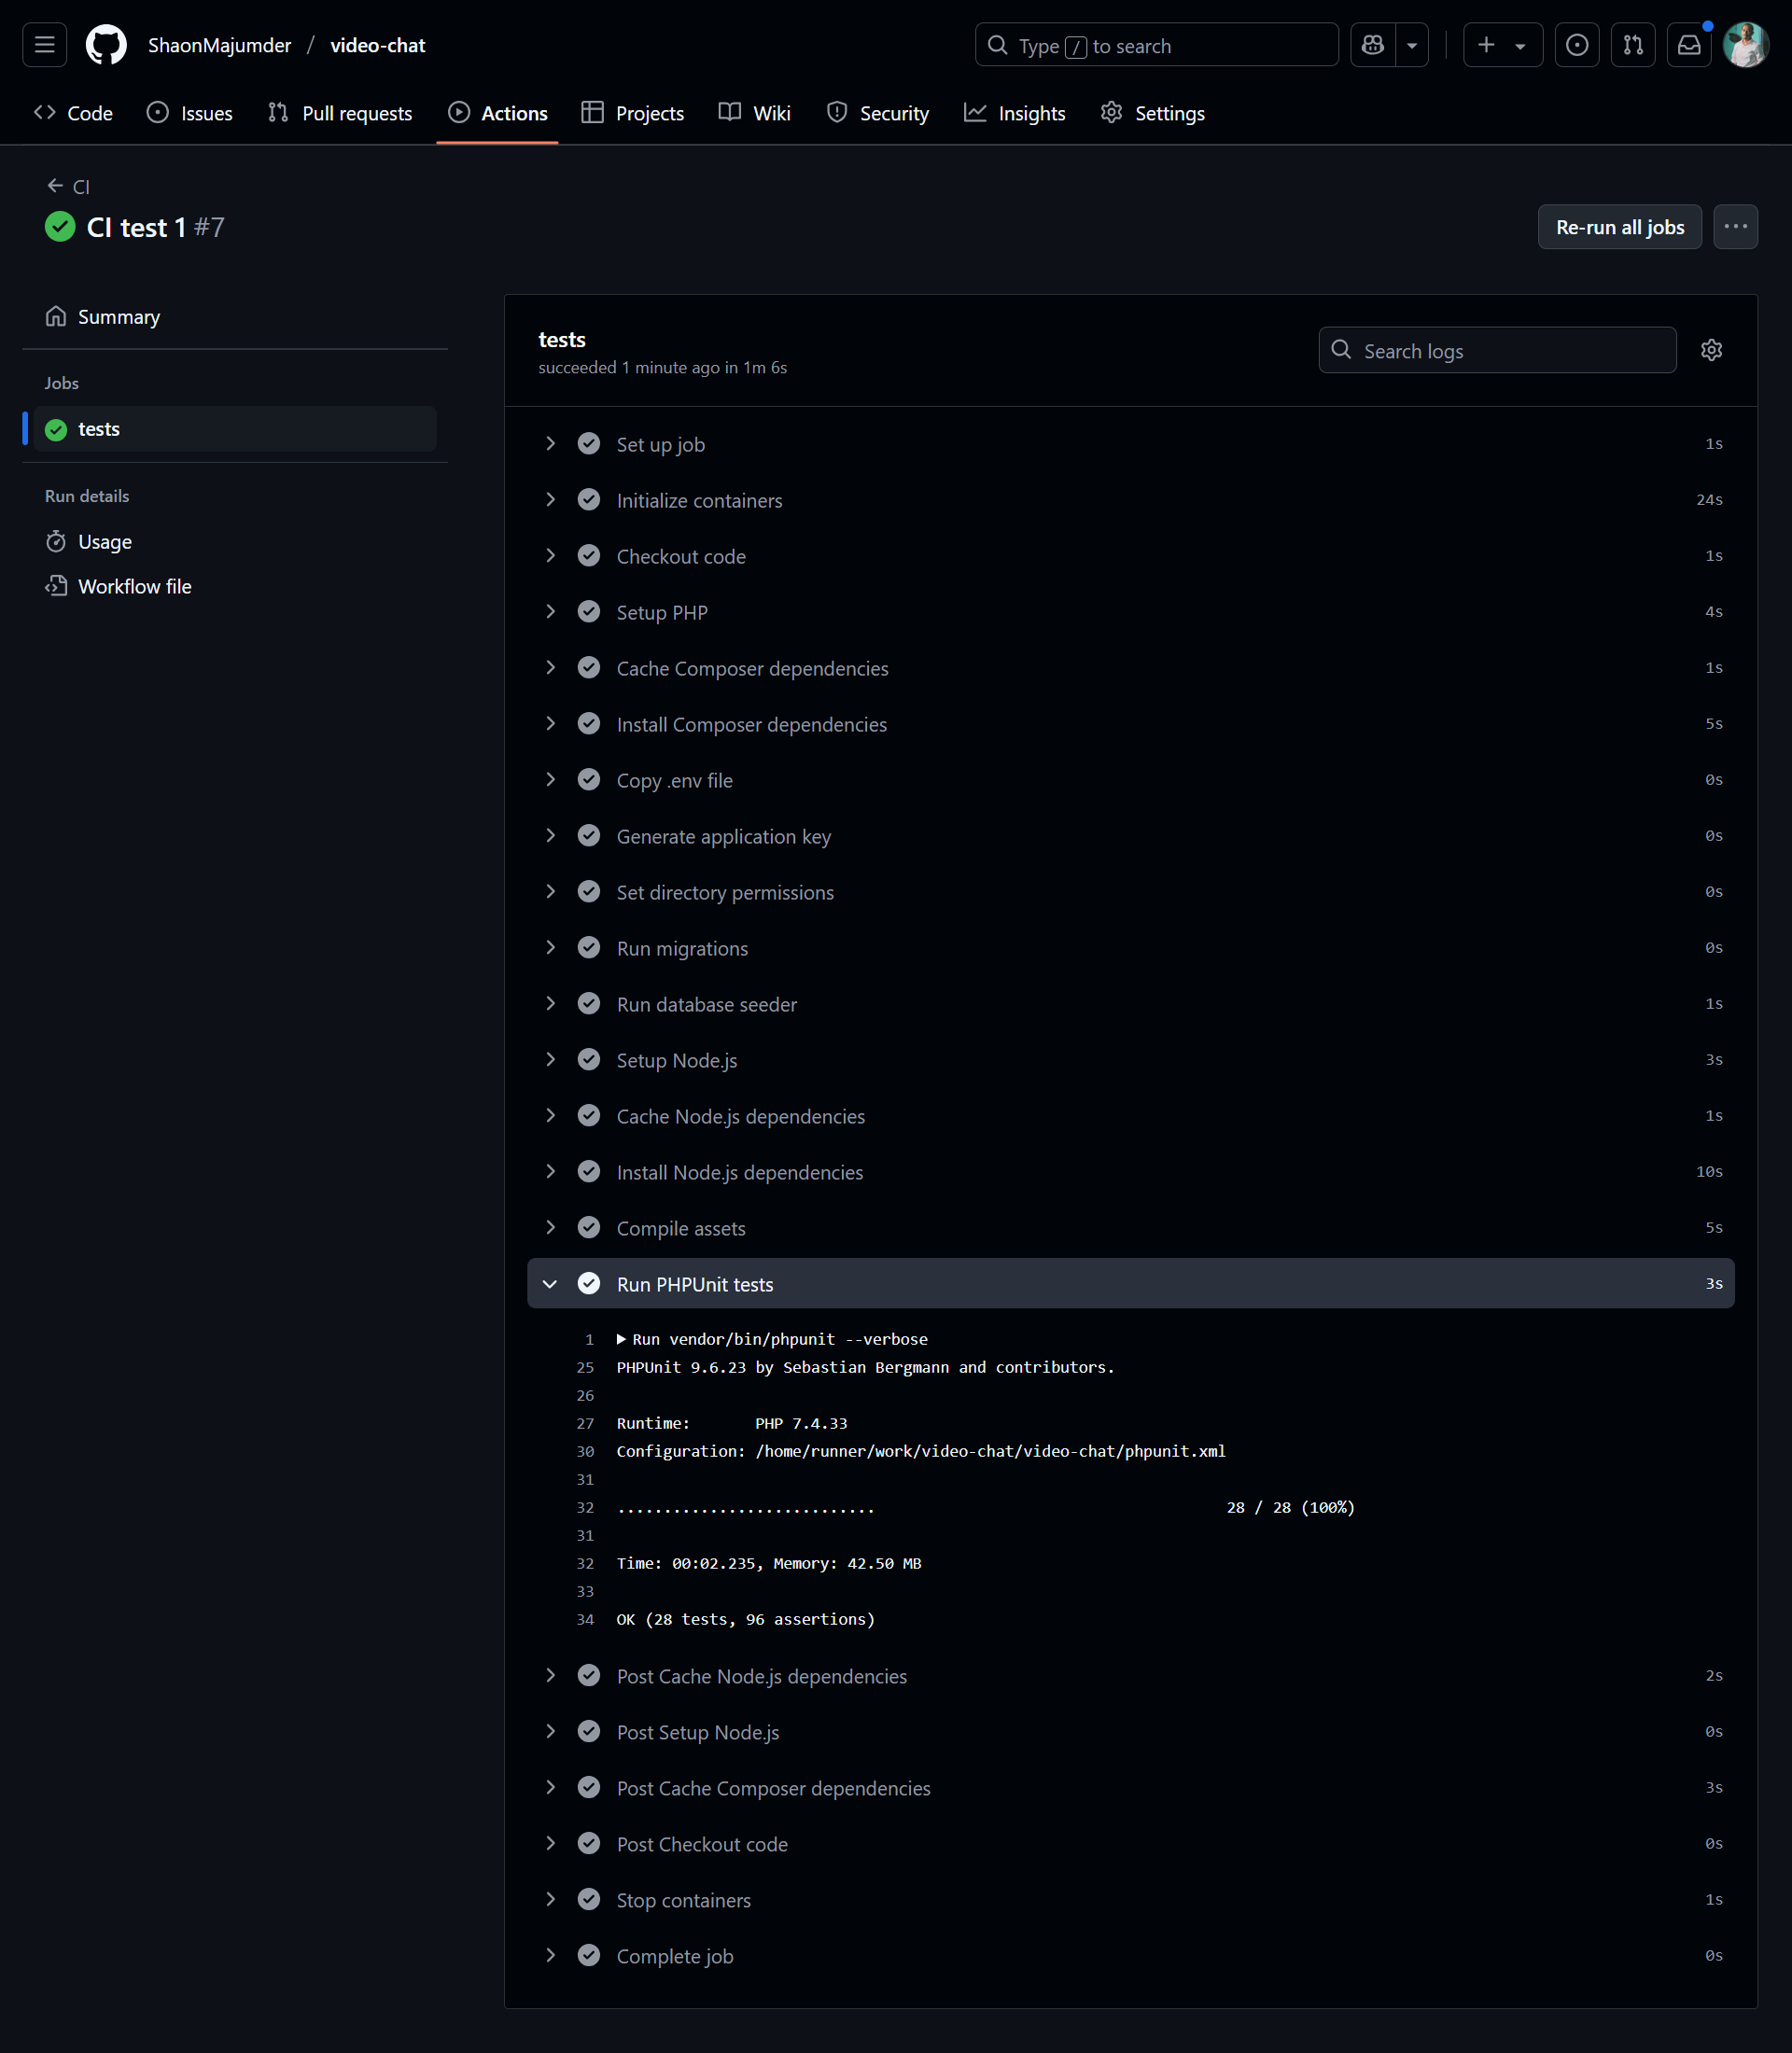 ShaonMajumder / video-chat
Type / to search
Code Issues Pull requests Actions Projects Wiki Security Insights Settings
CI
CI test 1 #7
Re-run all jobs
Summary
Jobs
tests
Run details
Usage
Workflow file
tests
succeeded 1 minute ago in 1m 6s
Search logs
Set up job 1s
Initialize containers 24s
Checkout code 1s
Setup PHP 4s
Cache Composer dependencies 1s
Install Composer dependencies 5s
Copy .env file 0s
Generate application key 0s
Set directory permissions 0s
Run migrations 0s
Run database seeder 1s
Setup Node.js 3s
Cache Node.js dependencies 1s
Install Node.js dependencies 10s
Compile assets 5s
Run PHPUnit tests 3s
1 Run vendor/bin/phpunit --verbose
25 PHPUnit 9.6.23 by Sebastian Bergmann and contributors.
26
27 Runtime: PHP 7.4.33
30 Configuration: /home/runner/work/video-chat/video-chat/phpunit.xml
31
32 ............................ 28 / 28 (100%)
31
32 Time: 00:02.235, Memory: 42.50 MB
33
34 OK (28 tests, 96 assertions)
Post Cache Node.js dependencies 2s
Post Setup Node.js 0s
Post Cache Composer dependencies 3s
Post Checkout code 0s
Stop containers 1s
Complete job 0s